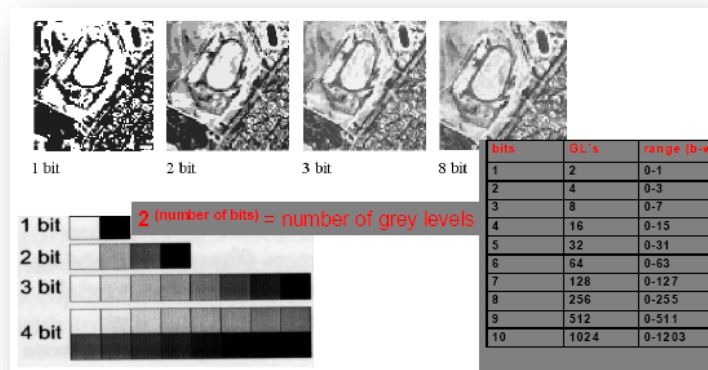 1 bit 2 bit 3 bit 8 bit
2 (number of bits) = number of grey levels
1 bit
2 bit
3 bit
4 bit
bits GL's range (b-w
1 2 0-1
2 4 0-3
3 8 0-7
4 16 0-15
5 32 0-31
6 64 0-63
7 128 0-127
8 256 0-255
9 512 0-511
10 1024 0-1203